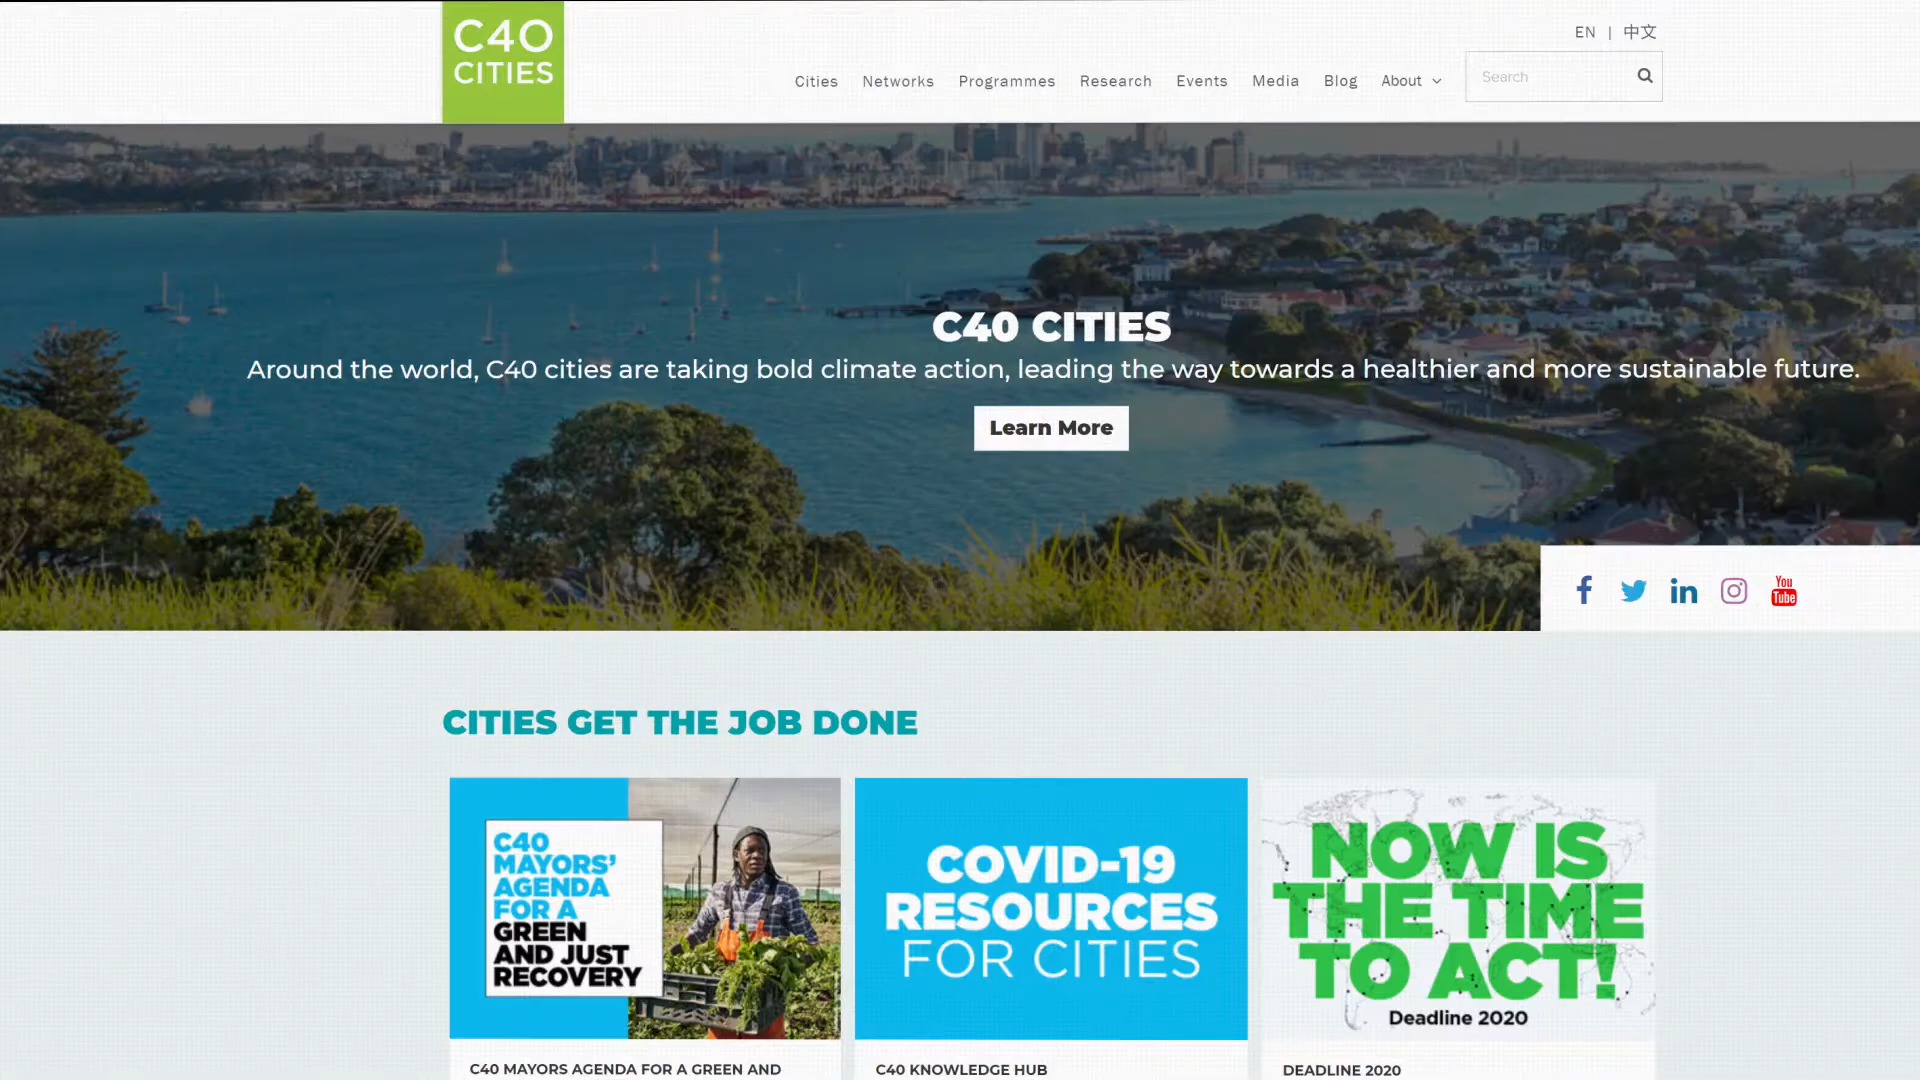 C40
CITIES
EN | 中文
Cities Networks Programmes Research Events Media Blog About
Search
C40 CITIES
Around the world, C40 cities are taking bold climate action, leading the way towards a healthier and more sustainable future.
Learn More
You
Tube
CITIES GET THE JOB DONE
C40
MAYORS'
AGENDA
FOR A
GREEN
AND JUST
RECOVERY
COVID-19
RESOURCES
FOR CITIES
NOW IS
THE TIME
TO ACT!
Deadline 2020
C40 MAYORS AGENDA FOR A GREEN AND
C40 KNOWLEDGE HUB
DEADLINE 2020